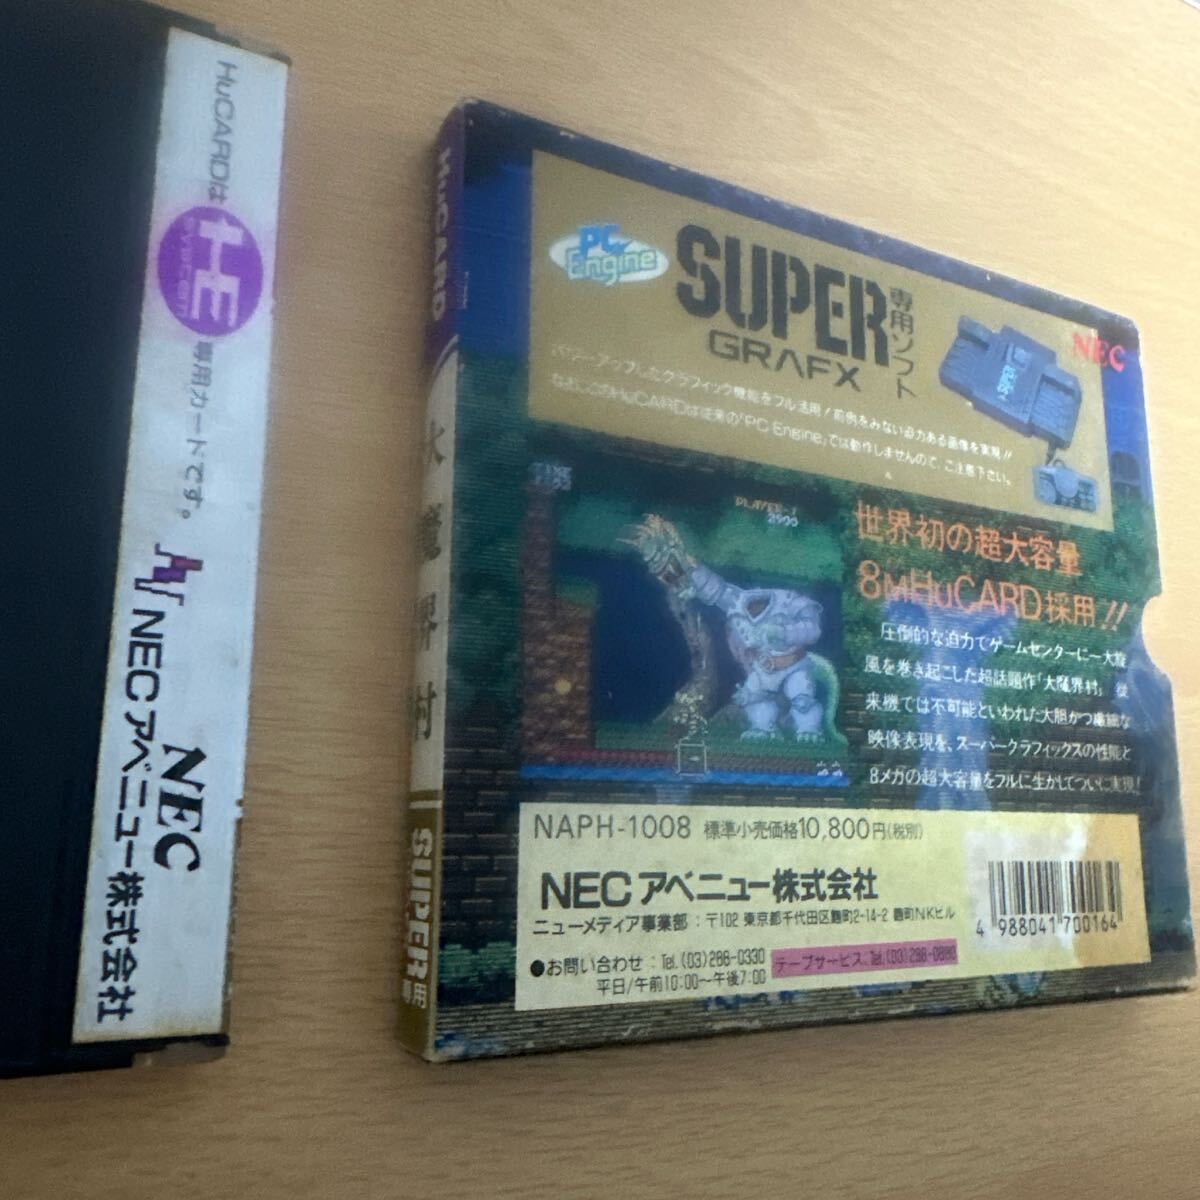 HuCARDは
HE
専用カードです。
NEC
NECアベニュー株式会社
HuCARD
大魔界村
SUPER
専用
PC
Engine
SUPER
GRAFX
専用ソフト
NEC
パワーアップしたグラフィック機能をフル活用!前例をみない迫力ある画像を実現!!
なおこのHuCARDは従来の「PC Engine」では動作しませんので、ご注意下さい。
TIME
PLAYER-1
2900
世界初の超大容量
8MHuCARD採用!!
圧倒的な迫力でゲームセンターに一大旋
風を巻き起こした超話題作「大魔界村」従
来機では不可能といわれた大胆かつ繊細な
映像表現を、スーパーグラフィックスの性能と
8メガの超大容量をフルに生かしてついに実現!
NAPH-1008 標準小売価格10,800円(税別)
NECアベニュー株式会社
ニューメディア事業部:〒102 東京都千代田区麹町2-14-2 麹町NKビル
●お問い合わせ:Tel.(03)288-0330
平日/午前10:00〜午後7:00
テープサービス.Tel.(03)288-0880
4 988041 700164